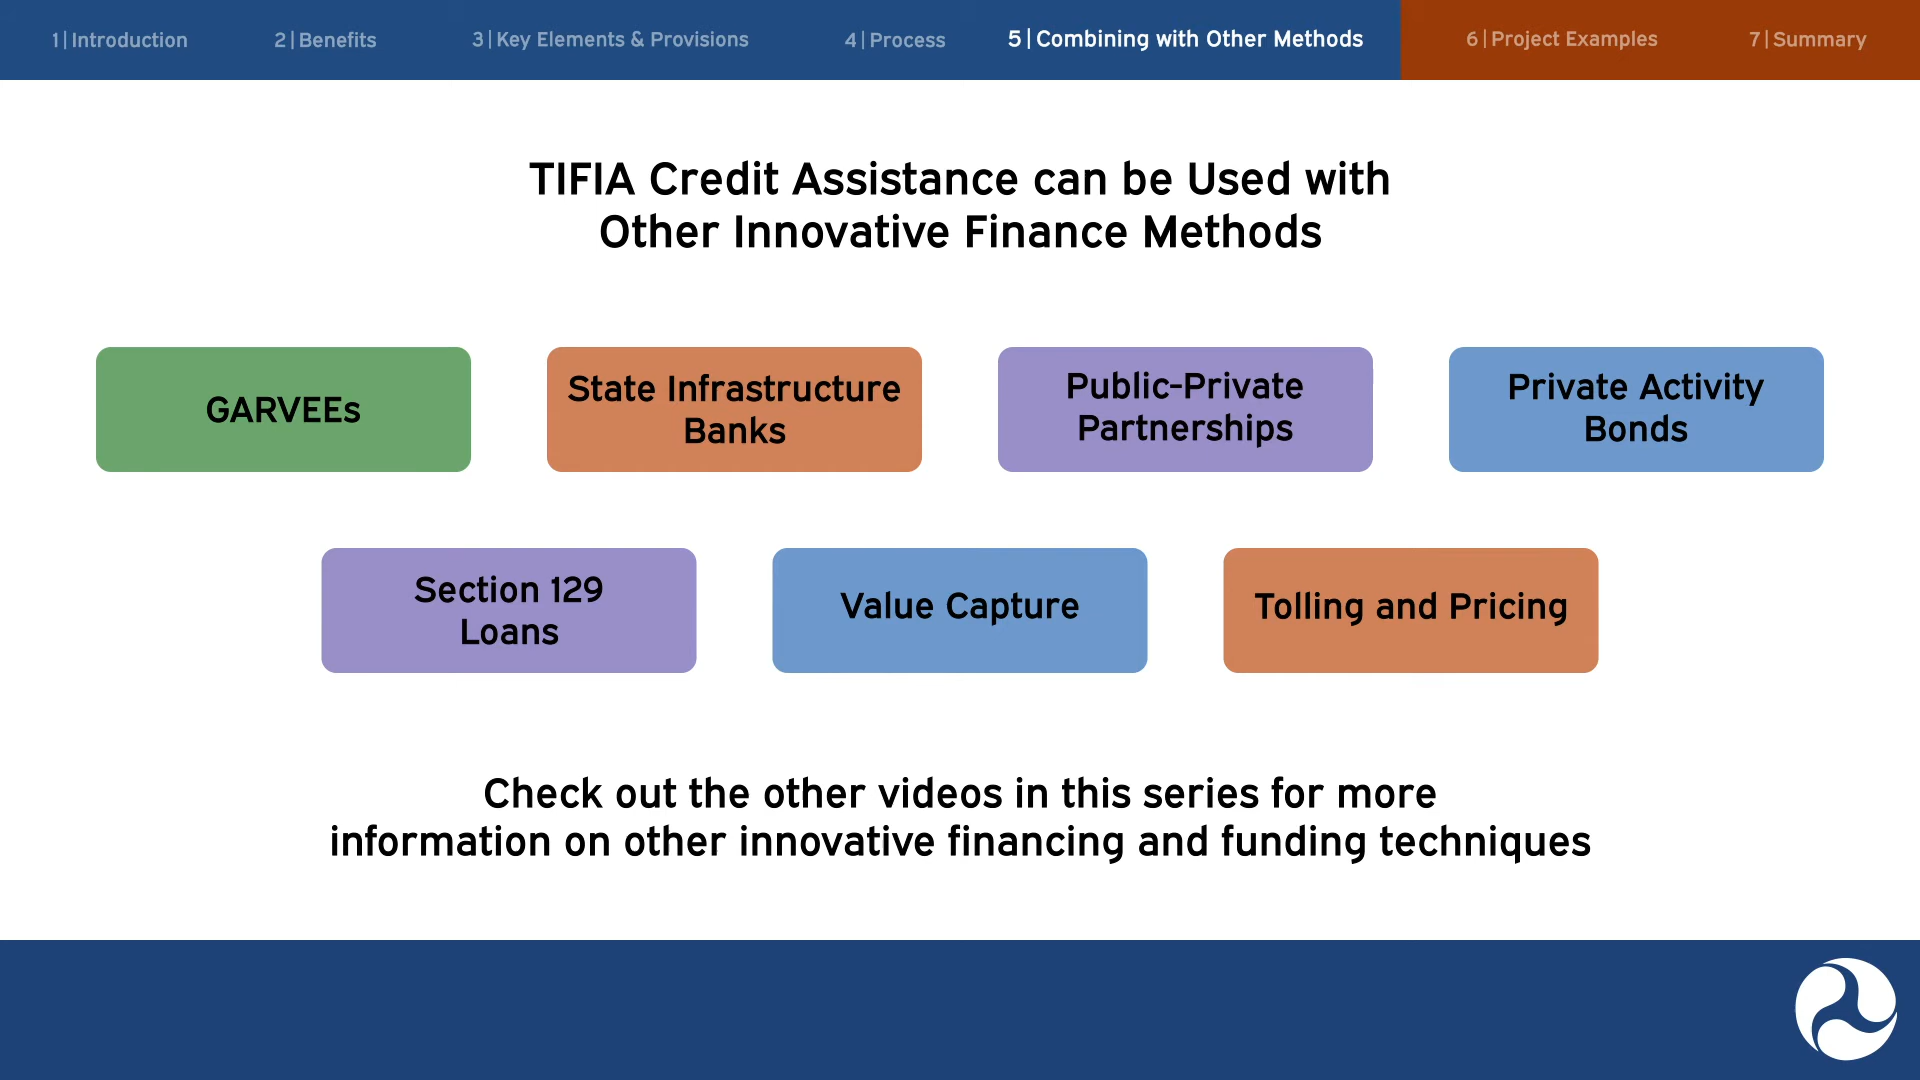 1|Introduction
2|Benefits
3|Key Elements & Provisions
4|Process
5|Combining with Other Methods
6|Project Examples
7|Summary
TIFIA Credit Assistance can be Used with
Other Innovative Finance Methods
GARVEEs
State Infrastructure
Banks
Public-Private
Partnerships
Private Activity
Bonds
Section 129
Loans
Value Capture
Tolling and Pricing
Check out the other videos in this series for more
information on other innovative financing and funding techniques